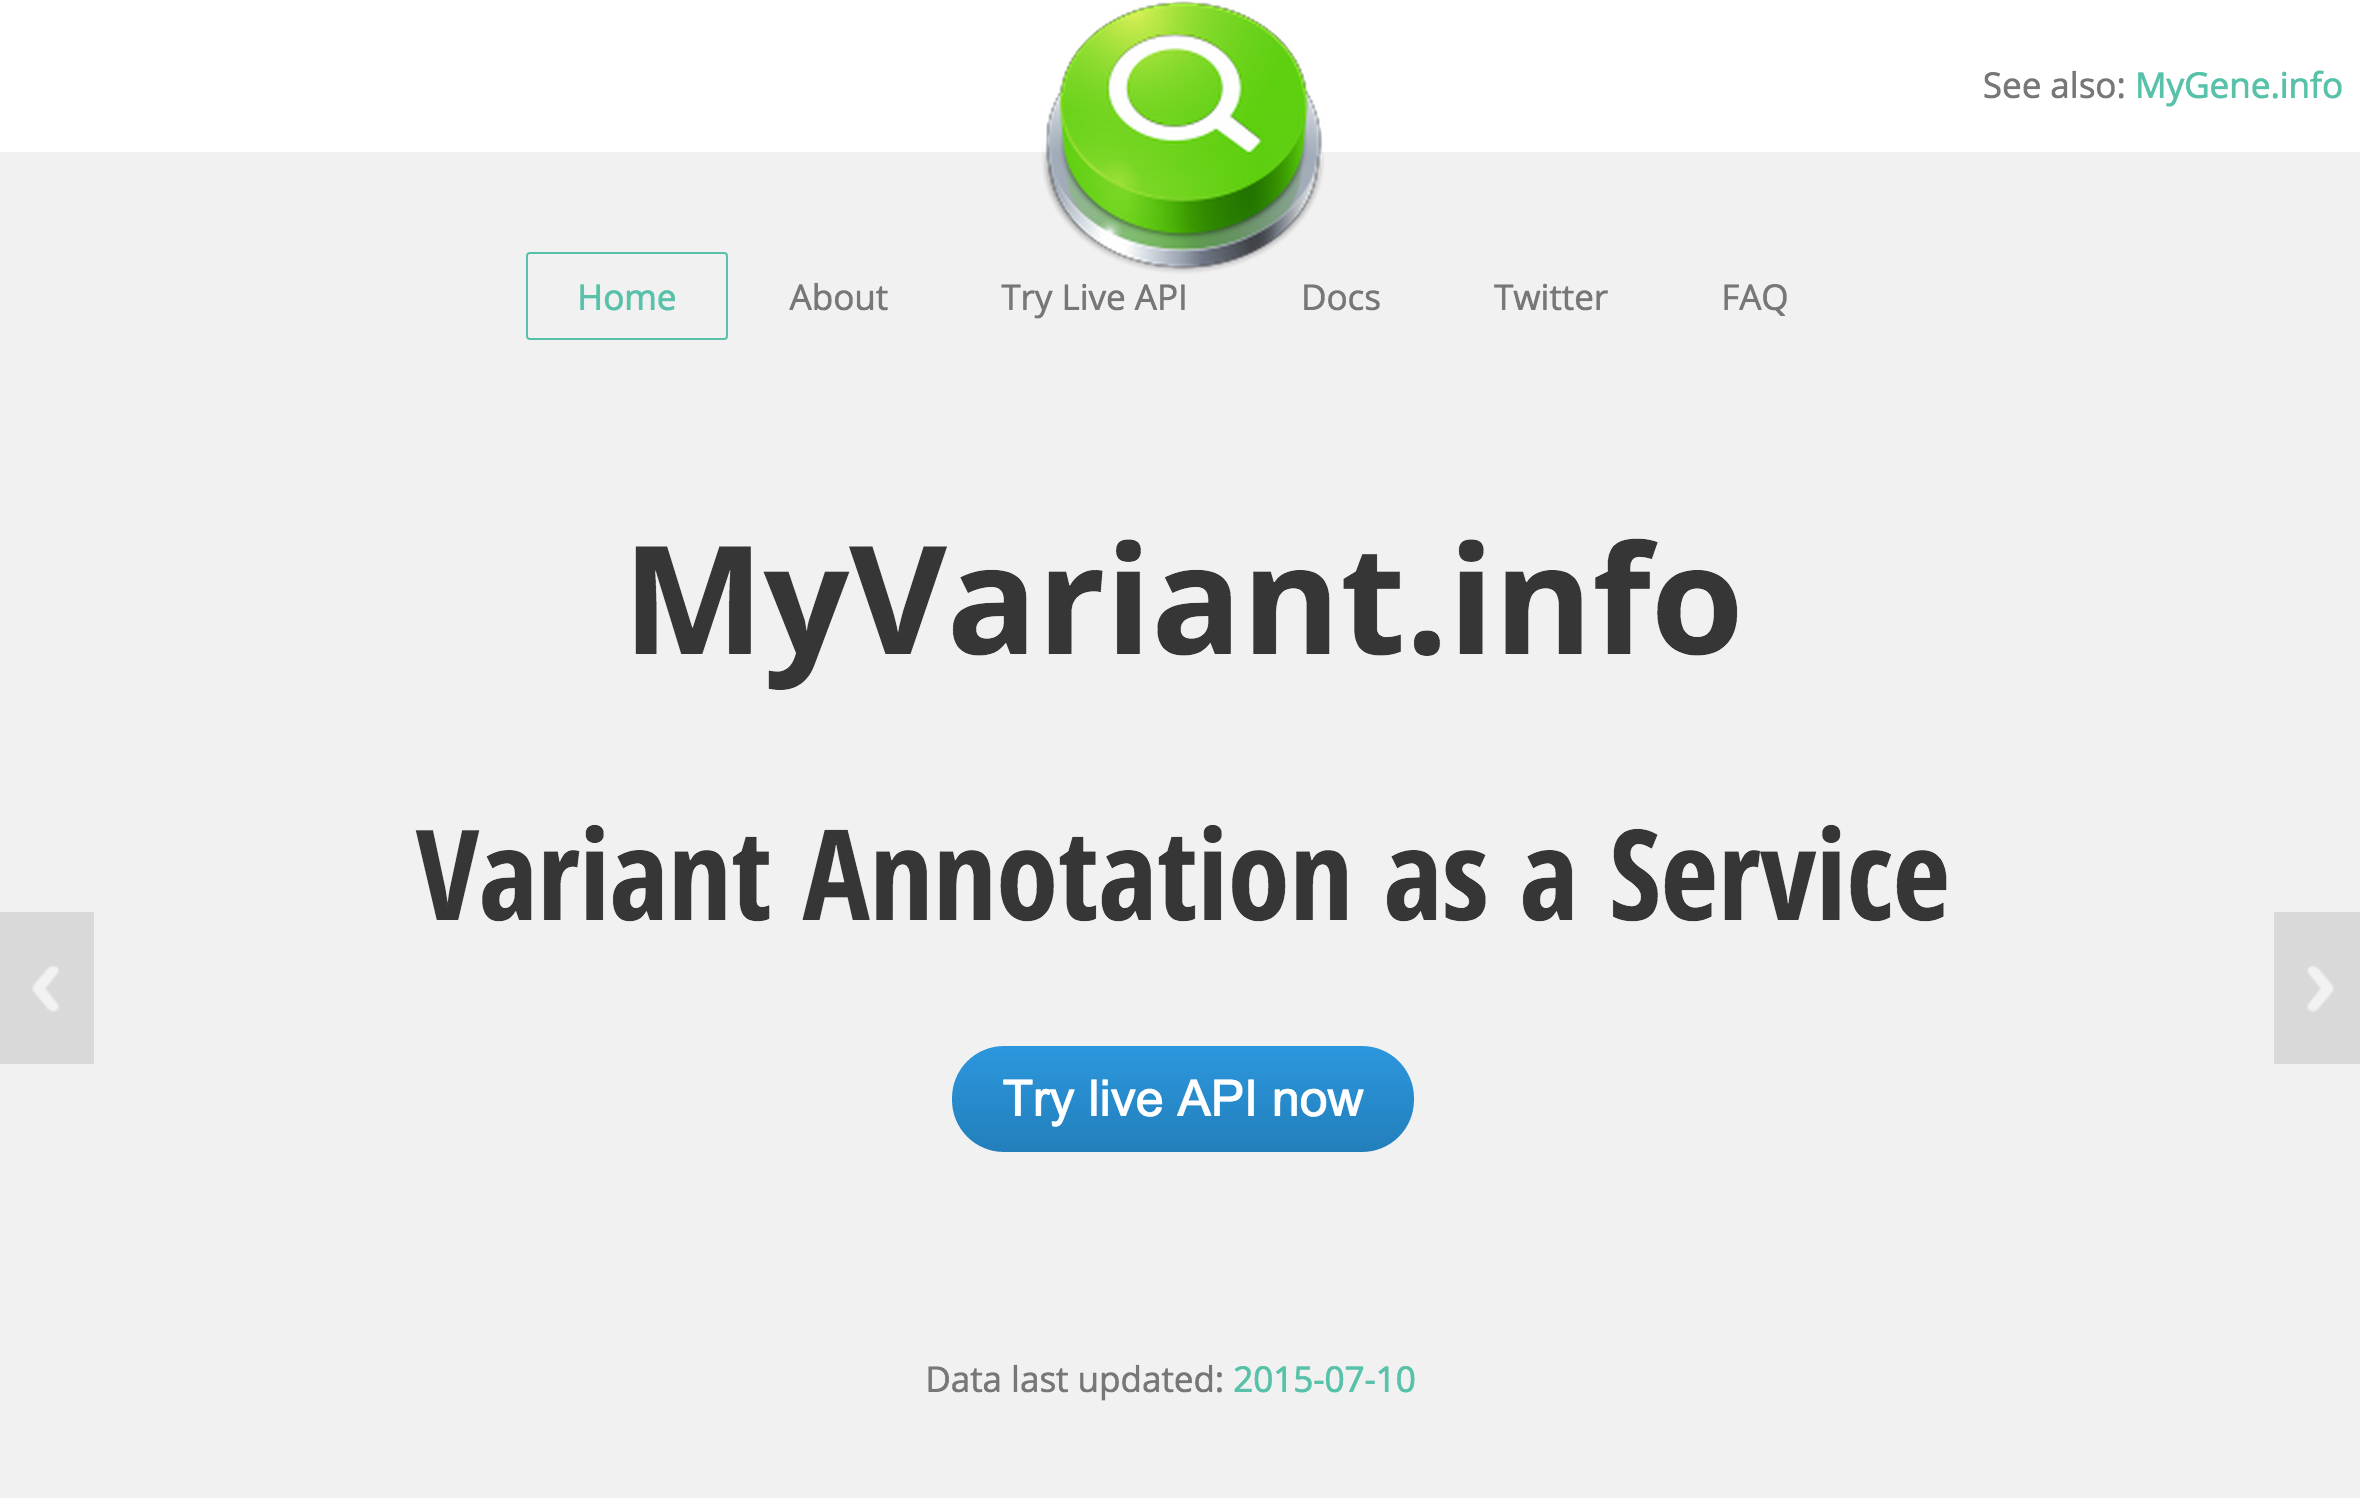 See also: MyGene.info
Home About Try Live API Docs Twitter FAQ
MyVariant.info
Variant Annotation as a Service
Try live API now
Data last updated: 2015-07-10